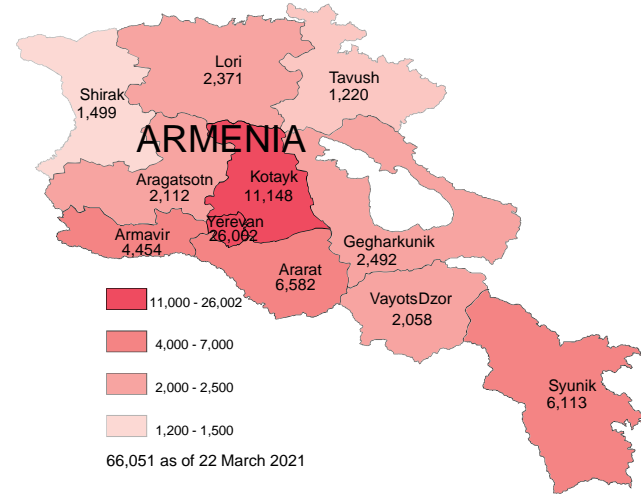 Lori
2,371
Tavush
1,220
Shirak
1,499
ARMENIA
Aragatsotn
2,112
Kotayk
11,148
Yerevan
26,002
Armavir
4,454
Gegharkunik
2,492
Ararat
6,582
VayotsDzor
2,058
Syunik
6,113
11,000 - 26,002
4,000 - 7,000
2,000 - 2,500
1,200 - 1,500
66,051 as of 22 March 2021